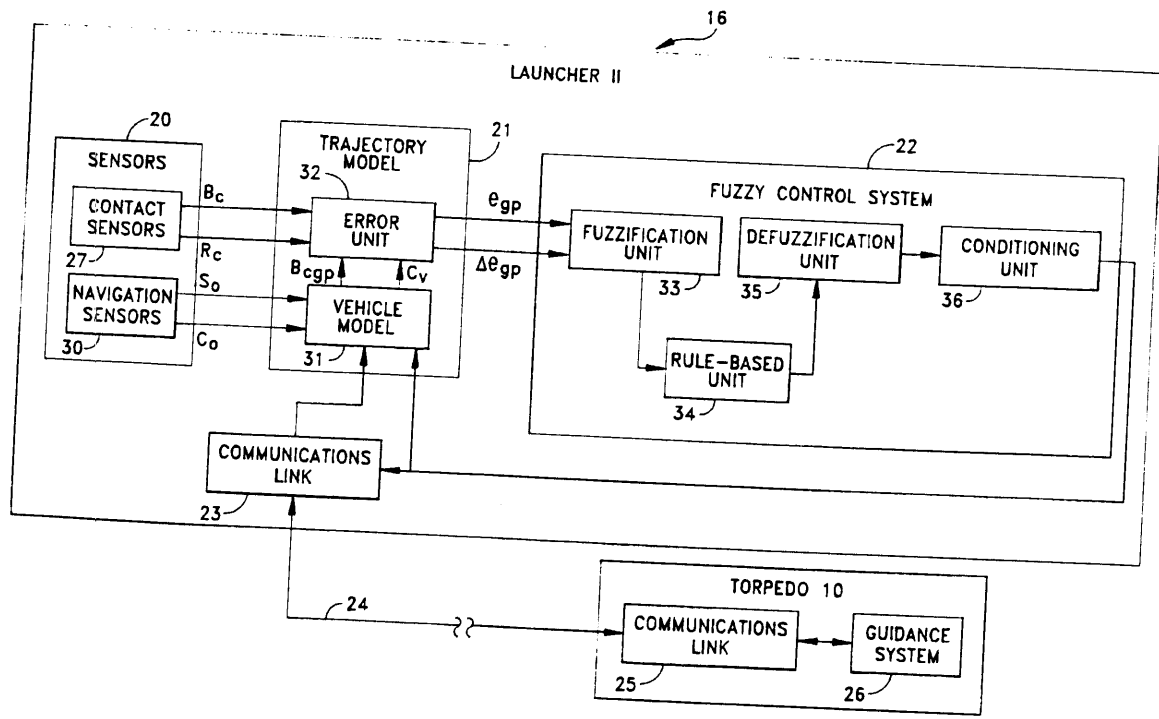 16
LAUNCHER II
20
SENSORS
CONTACT
SENSORS
27
NAVIGATION
SENSORS
30
Bc
Rc
So
Co
21
TRAJECTORY
MODEL
32
ERROR
UNIT
Bcgp
Cv
VEHICLE
MODEL
31
egp
Δegp
22
FUZZY CONTROL SYSTEM
FUZZIFICATION
UNIT
33
DEFUZZIFICATION
UNIT
35
CONDITIONING
UNIT
36
RULE-BASED
UNIT
34
COMMUNICATIONS
LINK
23
24
TORPEDO 10
COMMUNICATIONS
LINK
25
GUIDANCE
SYSTEM
26